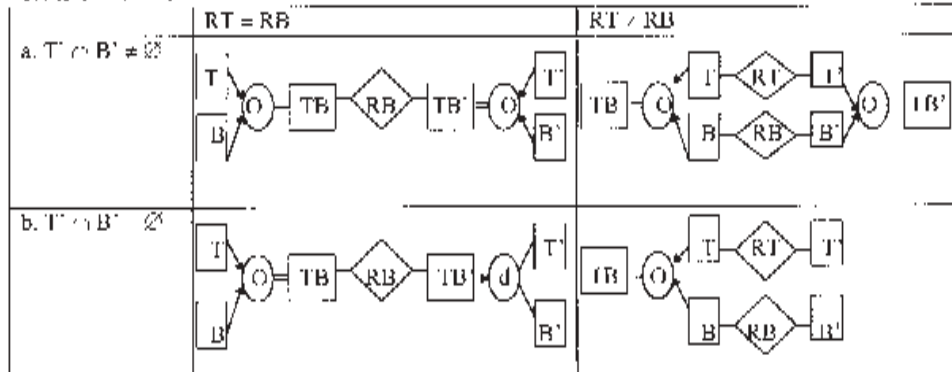 RT = RB
RT ≠ RB
a. T' ∩ B' ≠ ∅
T
B
O
TB
RB
TB'
O
T'
B'
TB
O
T
RT
T'
B
RB
B'
O
TB'
b. T' ∩ B' = ∅
T
B
O
TB
RB
TB'
d
T'
B'
TB
O
T
RT
T'
B
RB
B'